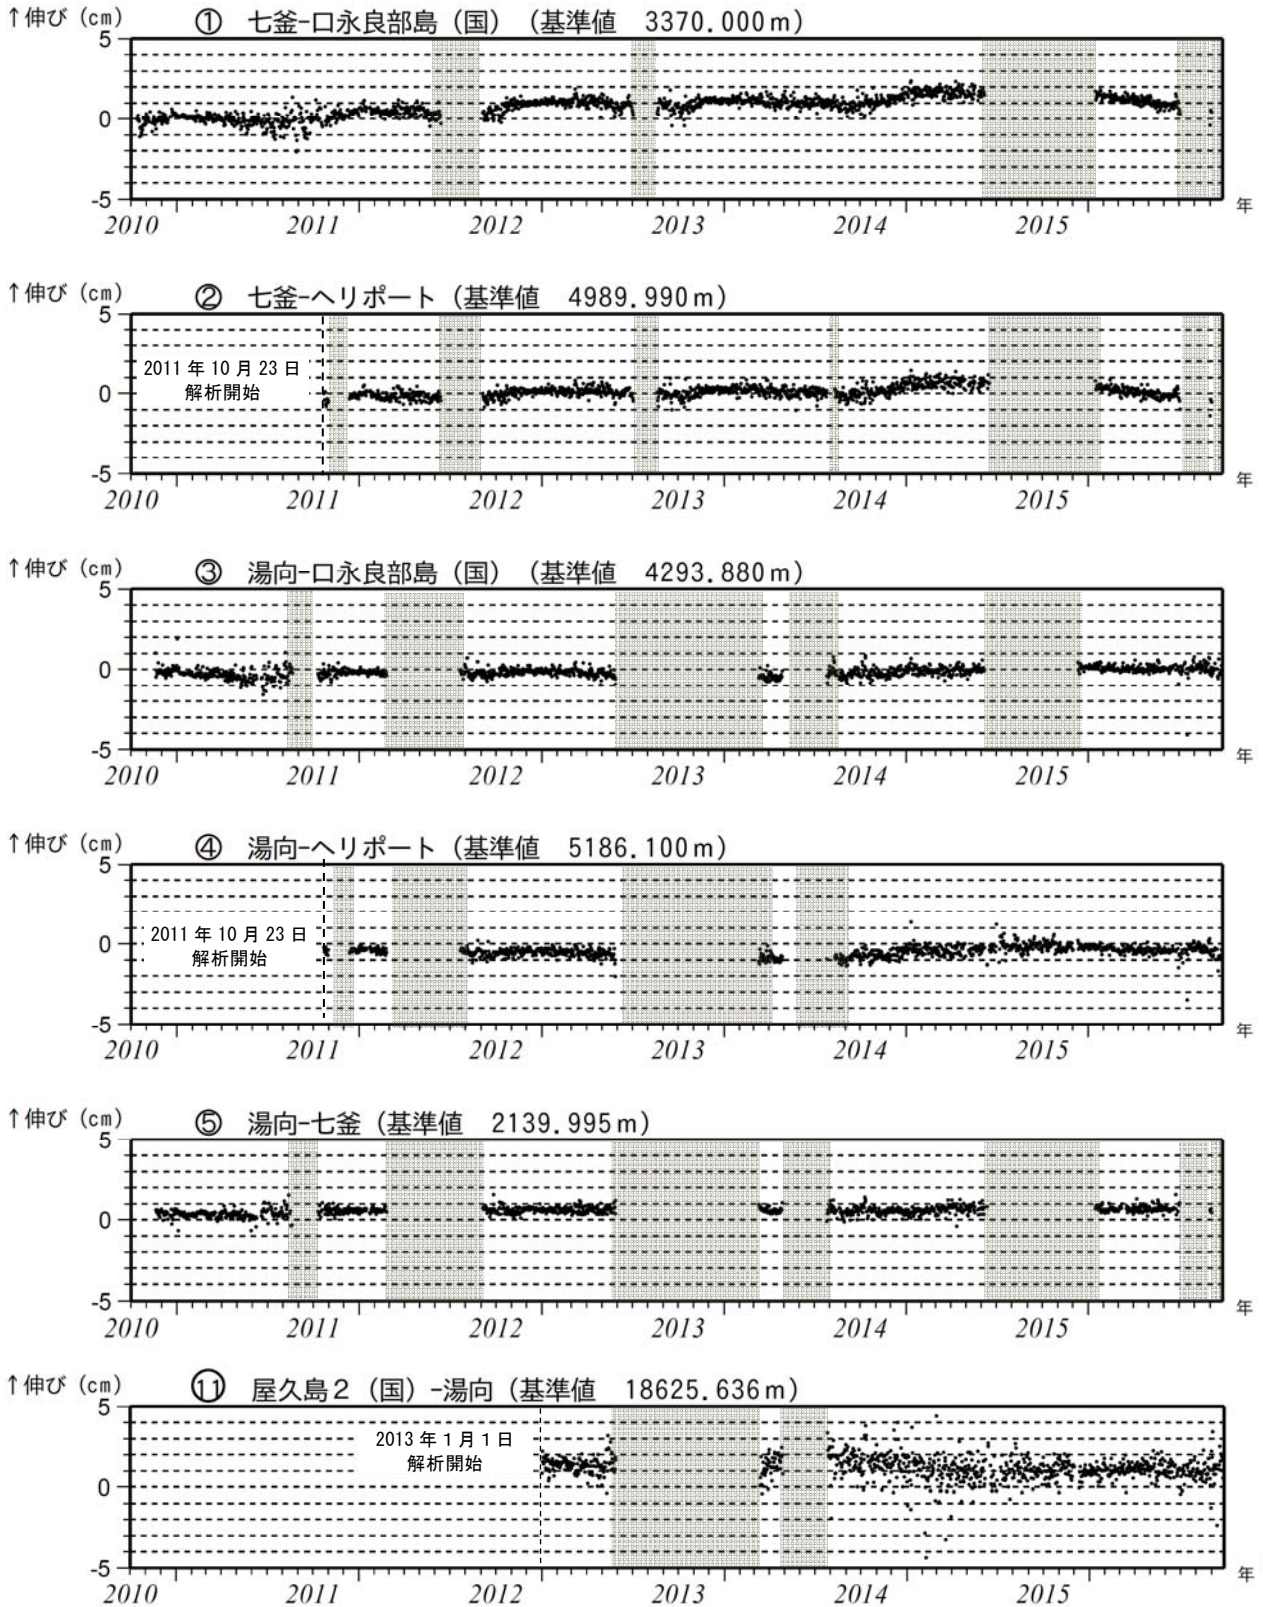 ↑伸び（cm） ① 七釜-口永良部島（国）（基準値 3370.000m）
5
0
-5
2010 2011 2012 2013 2014 2015 年
↑伸び（cm） ② 七釜-ヘリポート（基準値 4989.990m）
5
2011年10月23日
解析開始
0
-5
2010 2011 2012 2013 2014 2015 年
↑伸び（cm） ③ 湯向-口永良部島（国）（基準値 4293.880m）
5
0
-5
2010 2011 2012 2013 2014 2015 年
↑伸び（cm） ④ 湯向-ヘリポート（基準値 5186.100m）
5
2011年10月23日
解析開始
0
-5
2010 2011 2012 2013 2014 2015 年
↑伸び（cm） ⑤ 湯向-七釜（基準値 2139.995m）
5
0
-5
2010 2011 2012 2013 2014 2015 年
↑伸び（cm） ⑪ 屋久島２（国）-湯向（基準値 18625.636m）
5
2013年１月１日
解析開始
0
-5
2010 2011 2012 2013 2014 2015 年